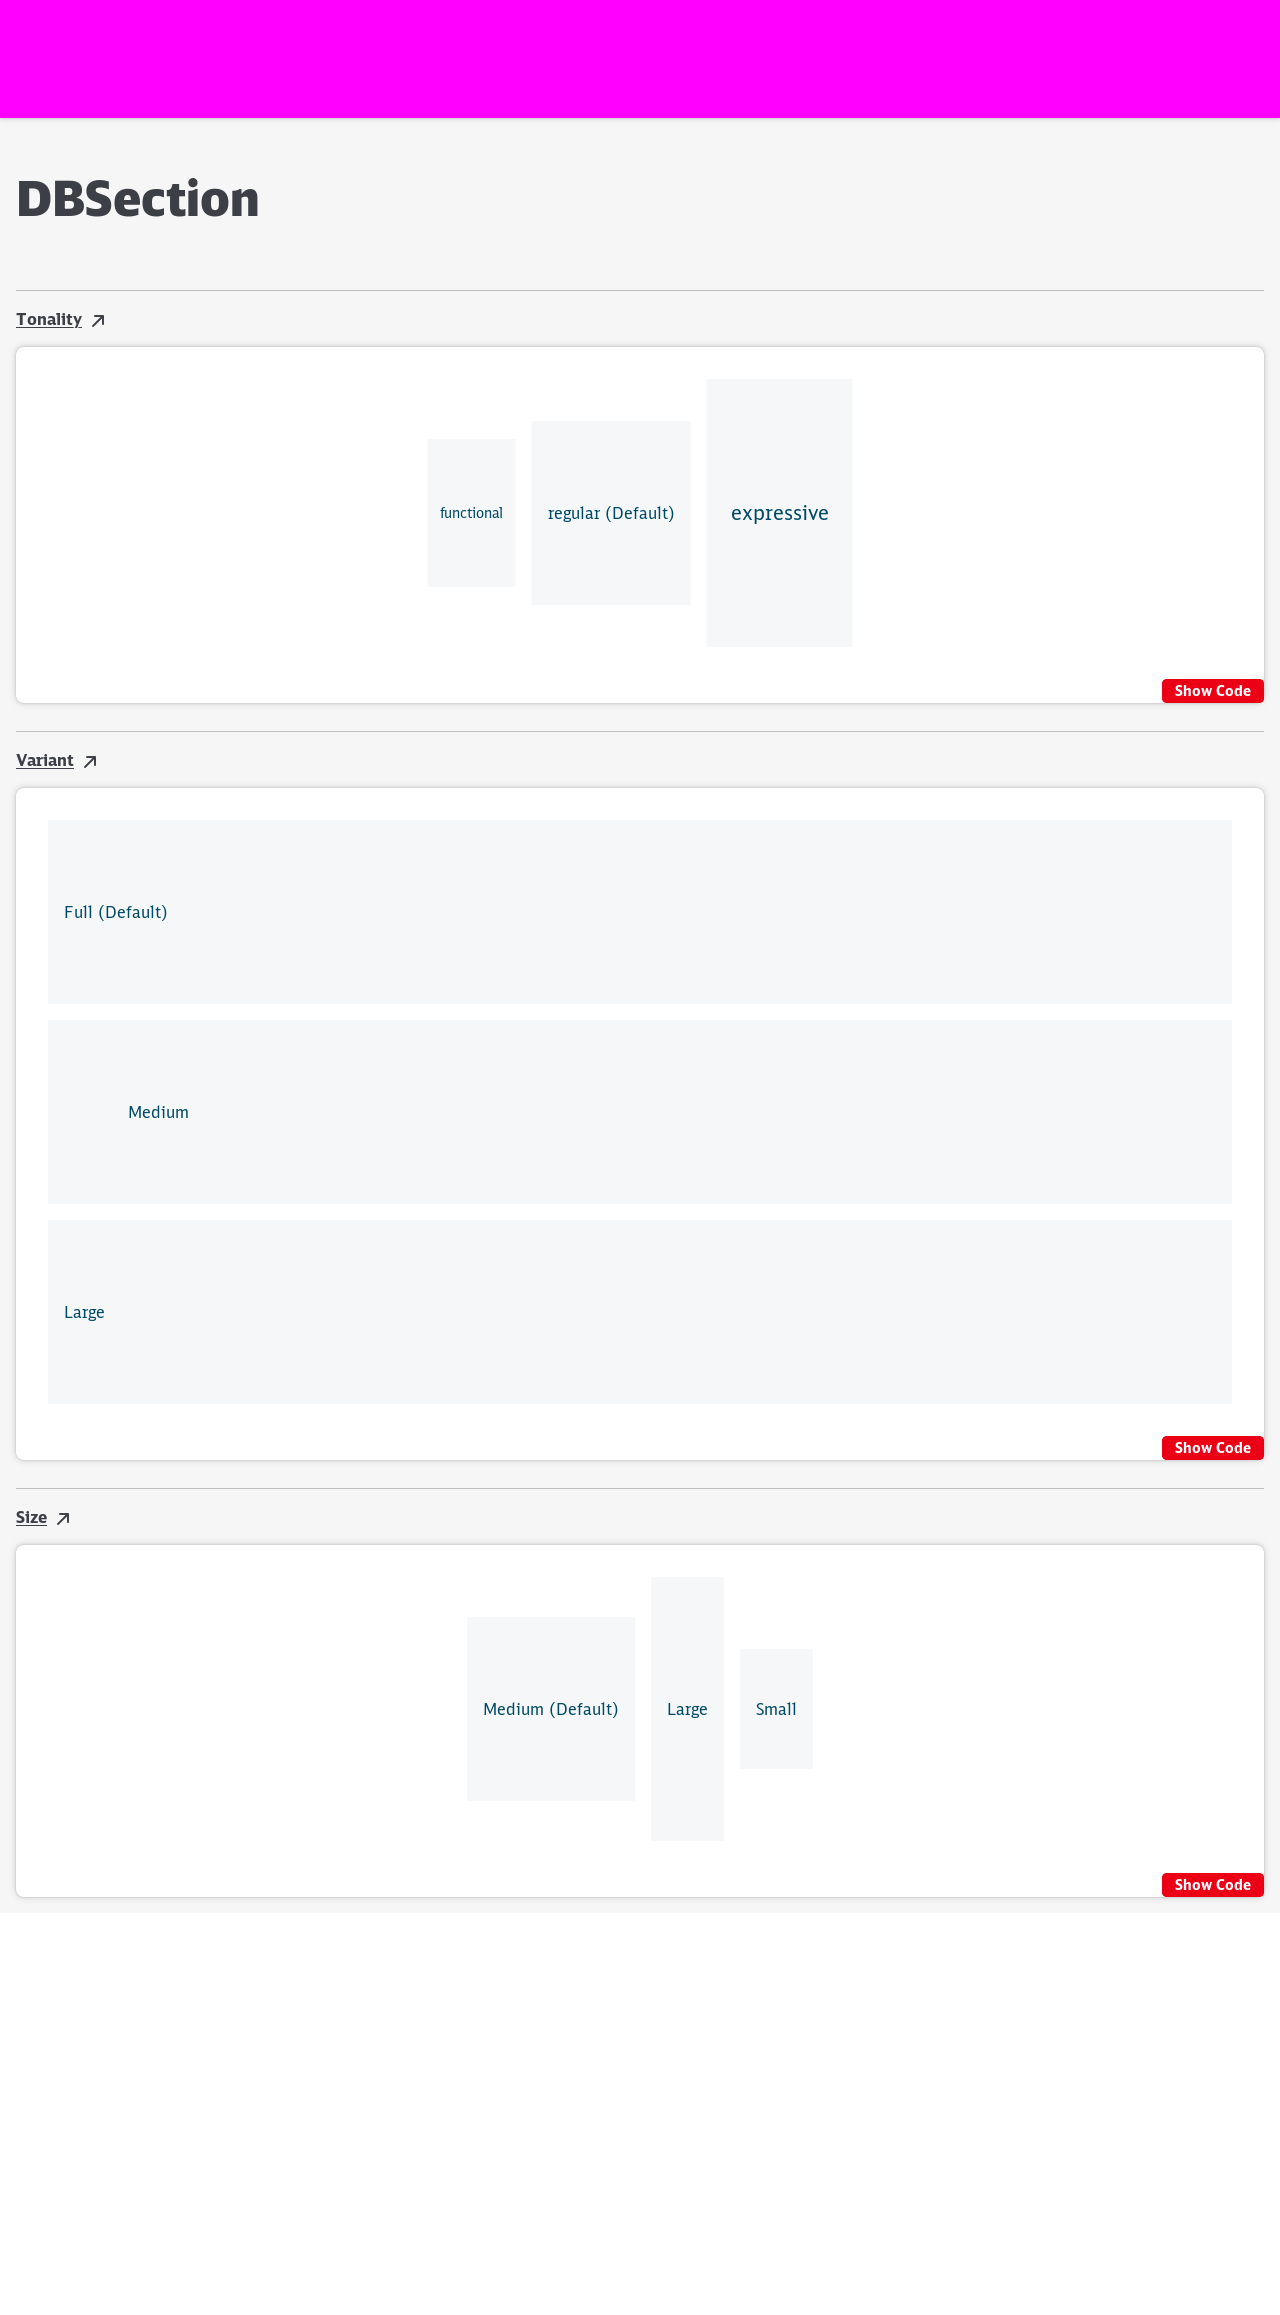 DBSection
Tonality
functional
regular (Default)
expressive
Show Code
Variant
Full (Default)
Medium
Large
Show Code
Size
Medium (Default)
Large
Small
Show Code